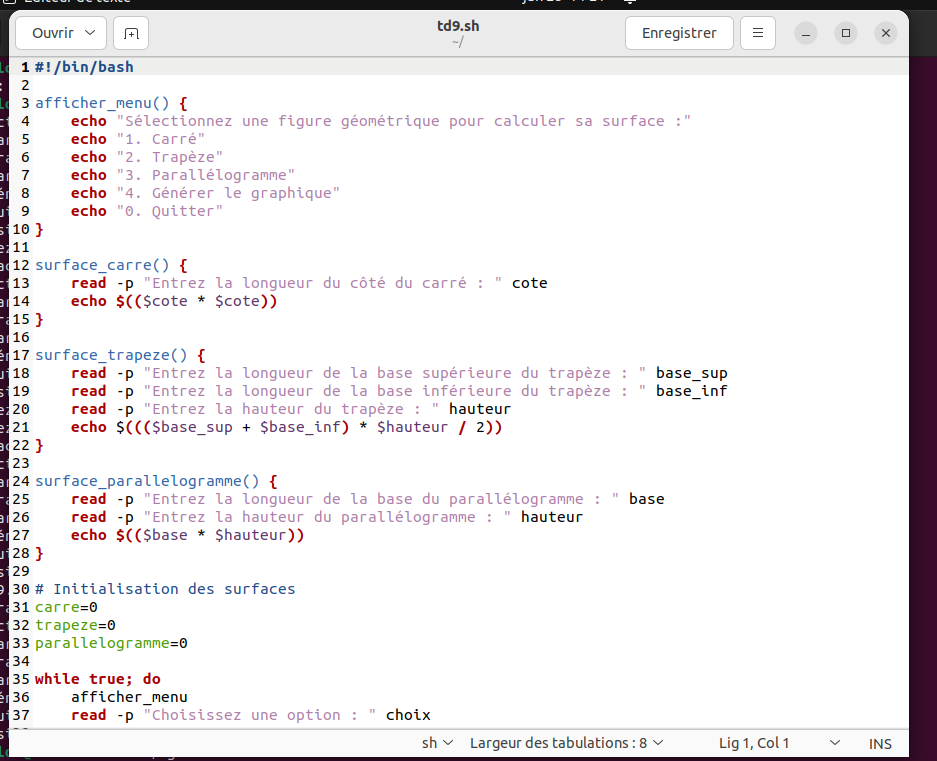 Ouvrir
td9.sh
~/
Enregistrer
1 #!/bin/bash
2
3 afficher_menu() {
4     echo "Sélectionnez une figure géométrique pour calculer sa surface :"
5     echo "1. Carré"
6     echo "2. Trapèze"
7     echo "3. Parallélogramme"
8     echo "4. Générer le graphique"
9     echo "0. Quitter"
10 }
11
12 surface_carre() {
13     read -p "Entrez la longueur du côté du carré : " cote
14     echo $(($cote * $cote))
15 }
16
17 surface_trapeze() {
18     read -p "Entrez la longueur de la base supérieure du trapèze : " base_sup
19     read -p "Entrez la longueur de la base inférieure du trapèze : " base_inf
20     read -p "Entrez la hauteur du trapèze : " hauteur
21     echo $((($base_sup + $base_inf) * $hauteur / 2))
22 }
23
24 surface_parallelogramme() {
25     read -p "Entrez la longueur de la base du parallélogramme : " base
26     read -p "Entrez la hauteur du parallélogramme : " hauteur
27     echo $(($base * $hauteur))
28 }
29
30 # Initialisation des surfaces
31 carre=0
32 trapeze=0
33 parallelogramme=0
34
35 while true; do
36     afficher_menu
37     read -p "Choisissez une option : " choix
sh Largeur des tabulations : 8 Lig 1, Col 1 INS